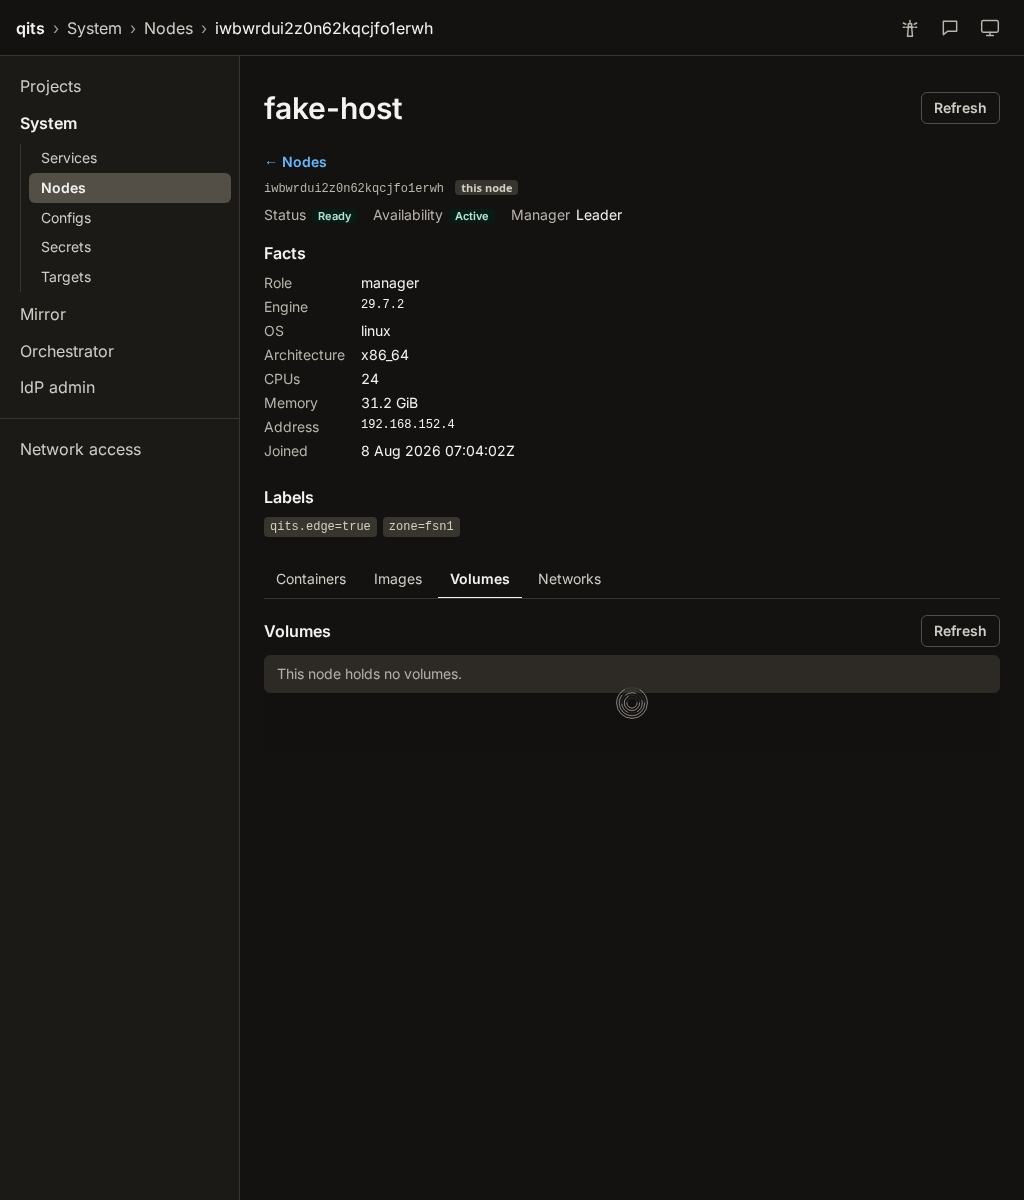 qits › System › Nodes › iwbwrdui2z0n62kqcjfo1erwh
Projects
System
Services
Nodes
Configs
Secrets
Targets
Mirror
Orchestrator
IdP admin
Network access
fake-host
Refresh
← Nodes
iwbwrdui2z0n62kqcjfo1erwh this node
Status Ready Availability Active Manager Leader
Facts
Role manager
Engine 29.7.2
OS linux
Architecture x86_64
CPUs 24
Memory 31.2 GiB
Address 192.168.152.4
Joined 8 Aug 2026 07:04:02Z
Labels
qits.edge=true zone=fsn1
Containers Images Volumes Networks
Volumes
Refresh
This node holds no volumes.